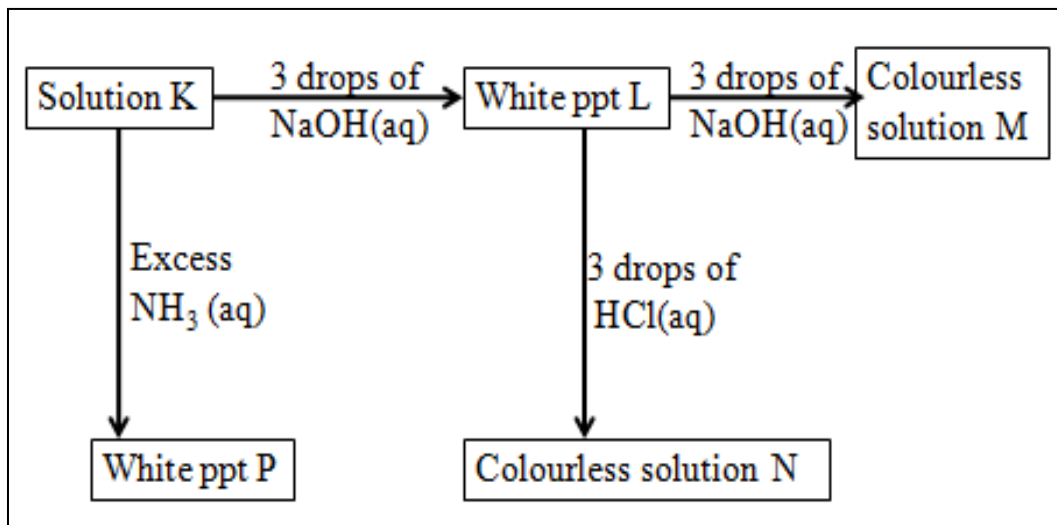 Solution K
3 drops of
NaOH(aq)
White ppt L
3 drops of
NaOH(aq)
Colourless
solution M
Excess
NH₃ (aq)
3 drops of
HCl(aq)
White ppt P
Colourless solution N